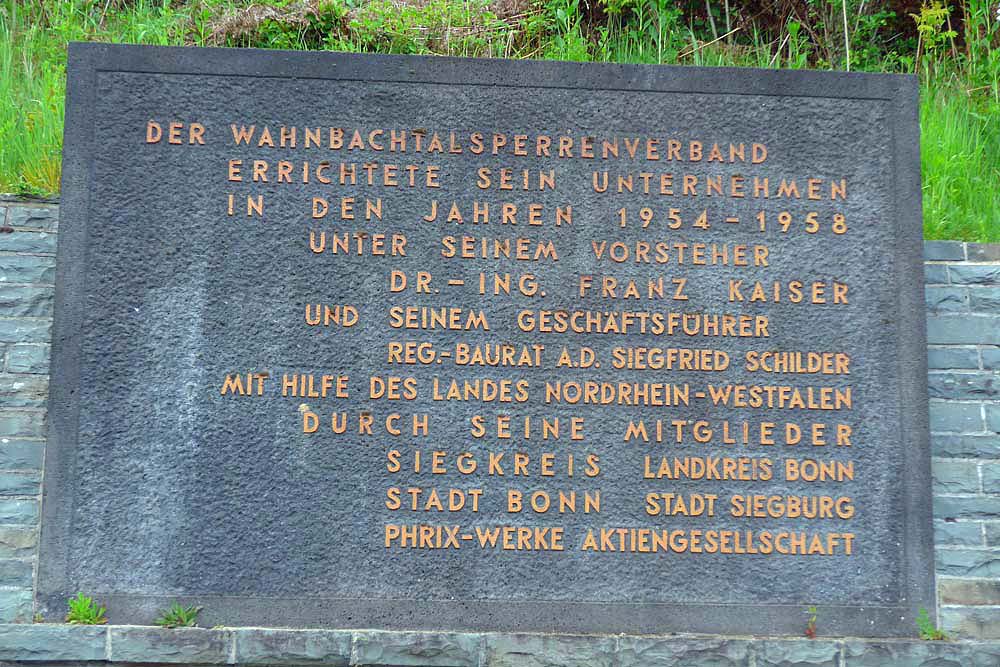 DER WAHNBACHTALSPERRENVERBAND
ERRICHTETE SEIN UNTERNEHMEN
IN DEN JAHREN 1954-1958
UNTER SEINEM VORSTEHER
DR.-ING. FRANZ KAISER
UND SEINEM GESCHÄFTSFÜHRER
REG.-BAURAT A.D. SIEGFRIED SCHILDER
MIT HILFE DES LANDES NORDRHEIN-WESTFALEN
DURCH SEINE MITGLIEDER
SIEGKREIS LANDKREIS BONN
STADT BONN STADT SIEGBURG
PHRIX-WERKE AKTIENGESELLSCHAFT